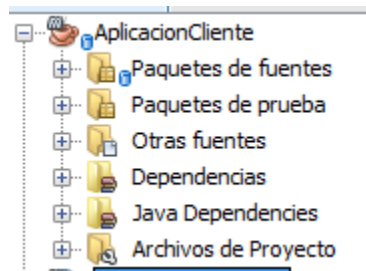 AplicacionCliente
Paquetes de fuentes
Paquetes de prueba
Otras fuentes
Dependencias
Java Dependencies
Archivos de Proyecto